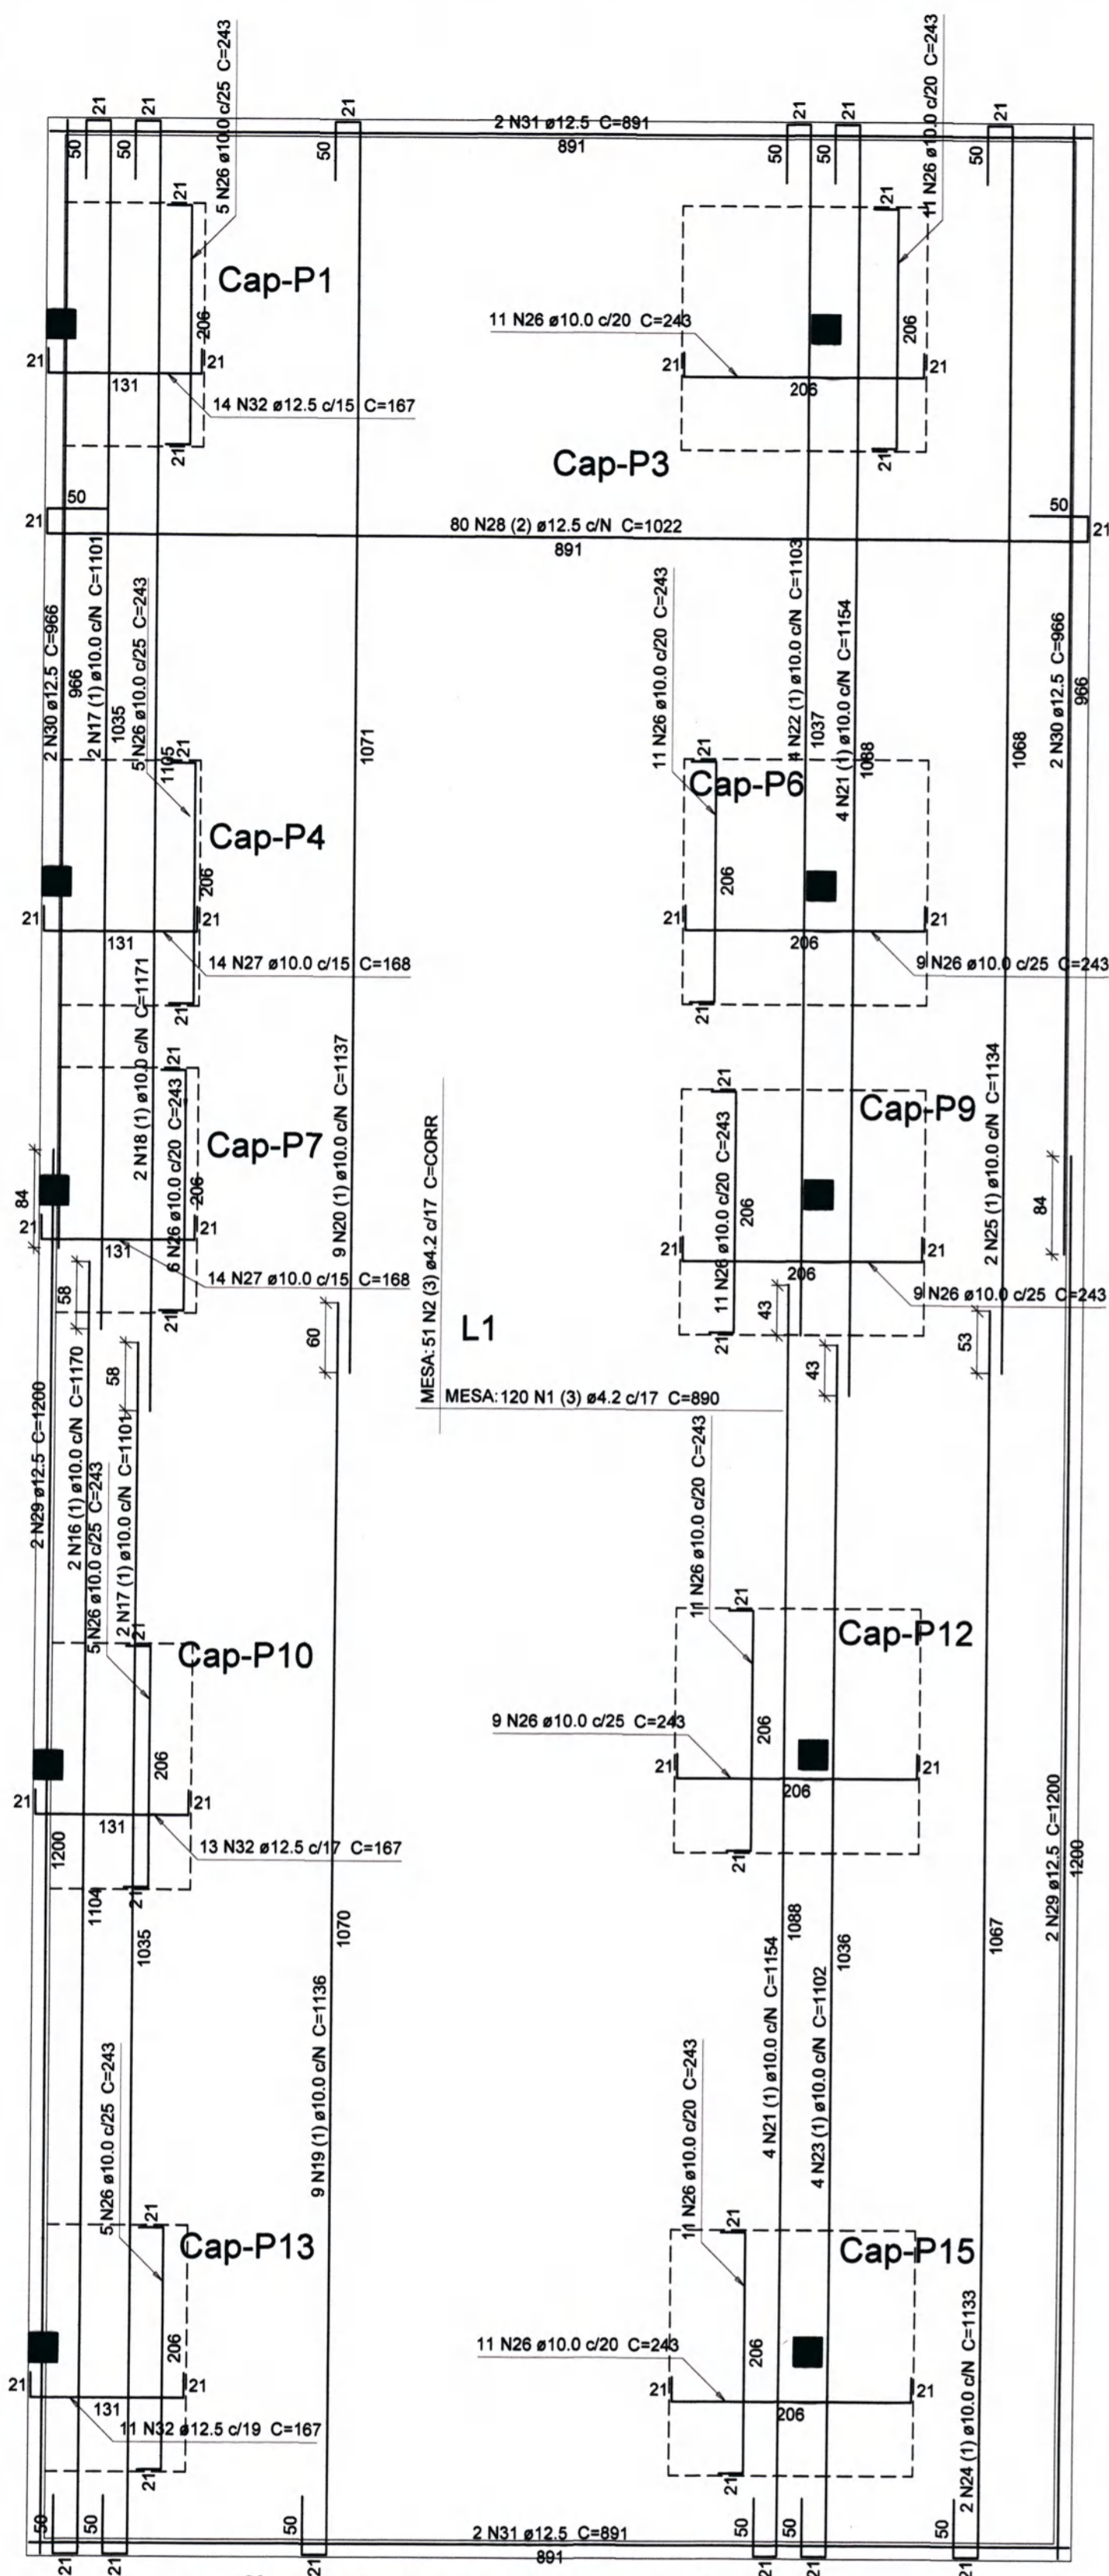 21
21
5 N26 ø10.0 c/25 C=243
21
11 N26 ø10.0 c/20 C=243
21
21
21
2 N31 ø12.5 C=891
891
50
50
50
50
50
50
21
21
Cap-P1
206
11 N26 ø10.0 c/20 C=243
206
21
21
21
21
131
206
14 N32 ø12.5 c/15 C=167
21
21
Cap-P3
50
50
21
80 N28 (2) ø12.5 c/N C=1022
21
891
2 N30 ø12.5 C=966
966
2 N17 (1) ø10.0 c/N C=1101
1035
5 N26 ø10.0 c/25 C=243
1105
1071
11 N26 ø10.0 c/20 C=243
4 N22 (1) ø10.0 c/N C=1103
1037
4 N21 (1) ø10.0 c/N C=1154
1088
1068
2 N30 ø12.5 C=966
966
21
21
Cap-P6
Cap-P4
206
206
21
21
21
21
131
206
14 N27 ø10.0 c/15 C=168
9 N26 ø10.0 c/25 C=243
21
21
2 N18 (1) ø10.0 c/N C=1171
21
6 N26 ø10.0 c/20 C=243
9 N20 (1) ø10.0 c/N C=1137
21
11 N26 ø10.0 c/20 C=243
2 N25 (1) ø10.0 c/N C=1134
Cap-P9
Cap-P7
206
206
84
84
21
21
131
21
21
206
14 N27 ø10.0 c/15 C=168
9 N26 ø10.0 c/25 C=243
58
21
60
L1
43
21
53
MESA: 51 N2 (3) ø4.2 c/17 C=CORR
MESA: 120 N1 (3) ø4.2 c/17 C=890
58
43
2 N29 ø12.5 C=1200
2 N16 (1) ø10.0 c/N C=1170
5 N26 ø10.0 c/25 C=243
2 N17 (1) ø10.0 c/N C=1101
11 N26 ø10.0 c/20 C=243
21
21
Cap-P12
Cap-P10
9 N26 ø10.0 c/25 C=243
206
206
21
21
21
21
206
131
13 N32 ø12.5 c/17 C=167
1200
21
21
1104
1035
1070
1088
1036
1067
2 N29 ø12.5 C=1200
1200
9 N19 (1) ø10.0 c/N C=1136
4 N21 (1) ø10.0 c/N C=1154
4 N23 (1) ø10.0 c/N C=1102
5 N26 ø10.0 c/25 C=243
11 N26 ø10.0 c/20 C=243
21
21
Cap-P13
Cap-P15
206
206
11 N26 ø10.0 c/20 C=243
21
21
21
21
131
206
11 N32 ø12.5 c/19 C=167
21
21
2 N24 (1) ø10.0 c/N C=1133
50
50
50
50
50
50
2 N31 ø12.5 C=891
891
21
21
21
21
21
21